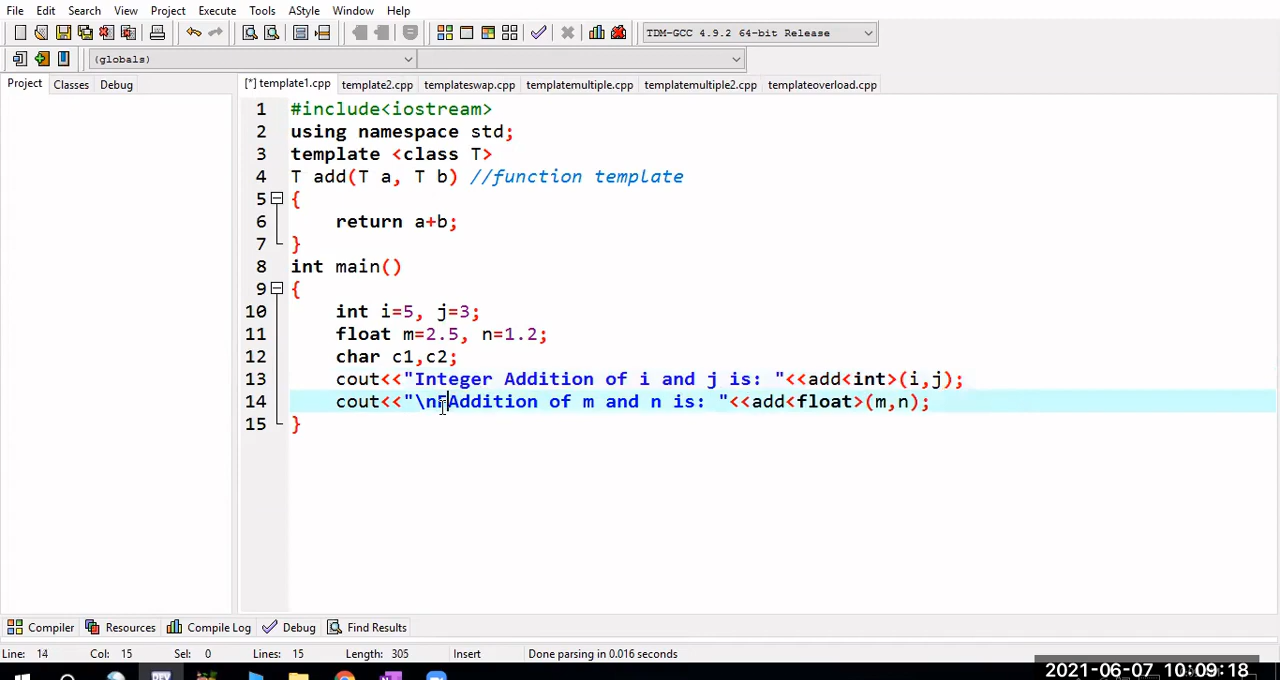 File Edit Search View Project Execute Tools AStyle Window Help
TDM-GCC 4.9.2 64-bit Release
(globals)
Project Classes Debug [*] template1.cpp template2.cpp templateswap.cpp templatemultiple.cpp templatemultiple2.cpp templateoverload.cpp
1 #include<iostream>
2 using namespace std;
3 template <class T>
4 T add(T a, T b) //function template
5 {
6 return a+b;
7 }
8 int main()
9 {
10 int i=5, j=3;
11 float m=2.5, n=1.2;
12 char c1,c2;
13 cout<<"Integer Addition of i and j is: "<<add<int>(i,j);
14 cout<<"\nFAddition of m and n is: "<<add<float>(m,n);
15 }
Compiler Resources Compile Log Debug Find Results
Line: 14 Col: 15 Sel: 0 Lines: 15 Length: 305 Insert Done parsing in 0.016 seconds
2021-06-07 10:09:18